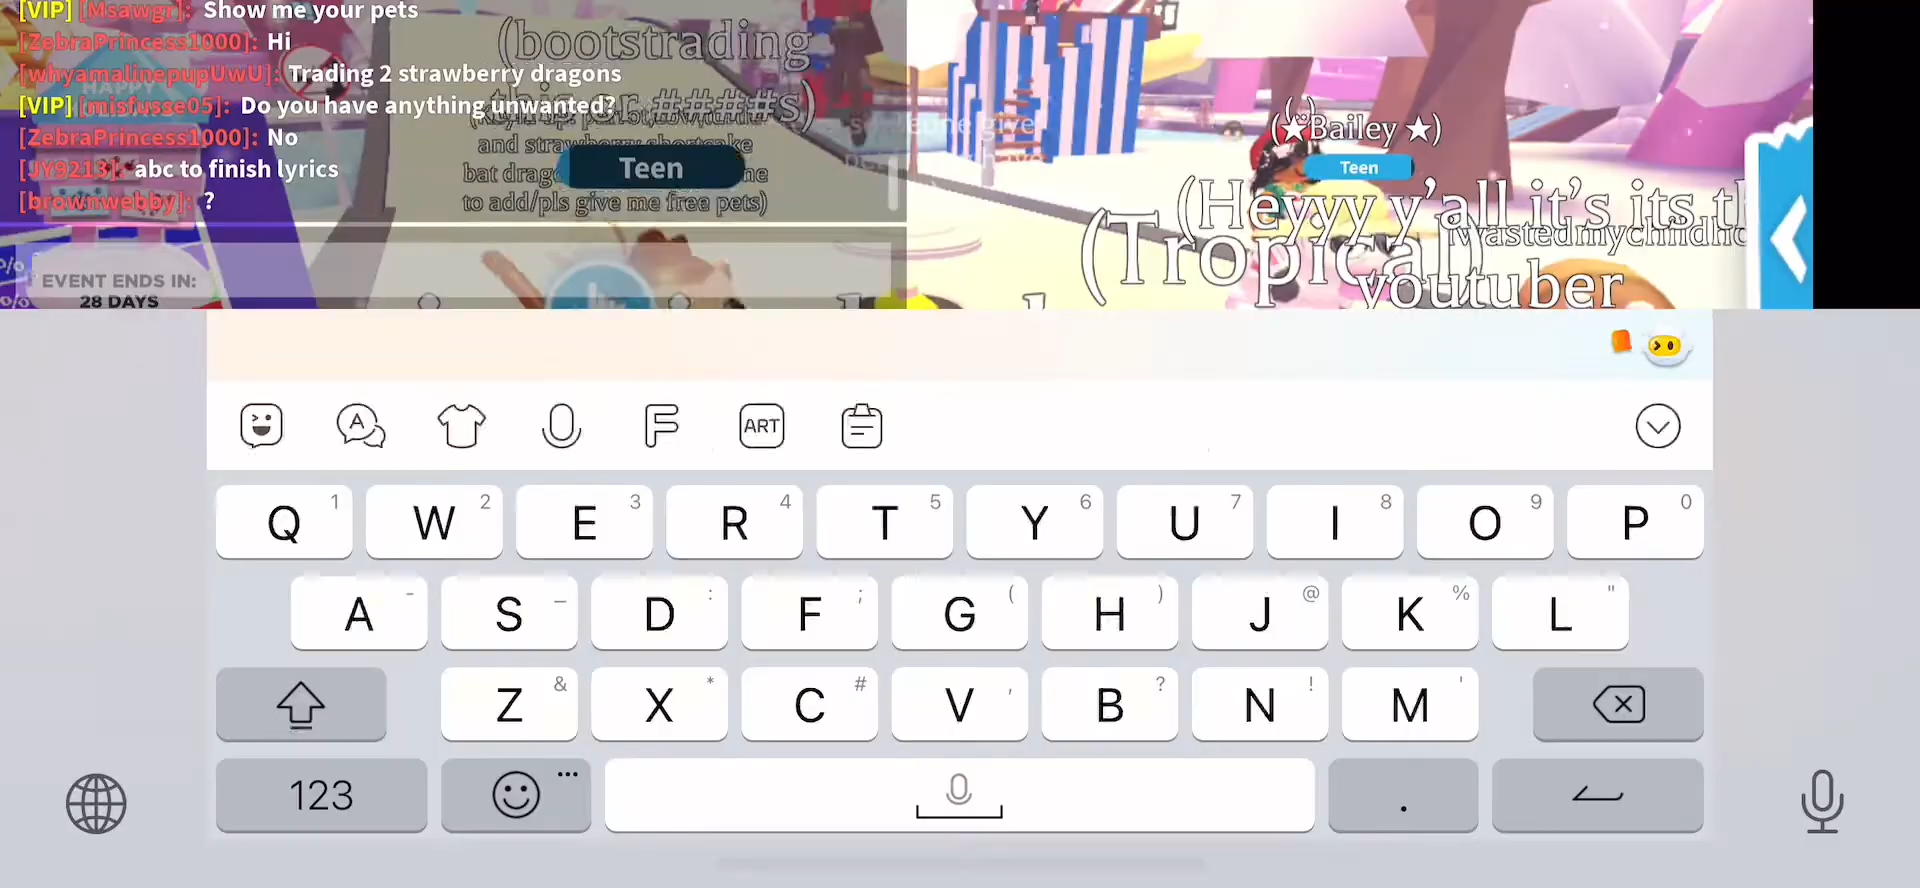 [VIP] [Msawgr]: Show me your pets
[ZebraPrincess1000]: Hi
[whyamalinepupUwU]: Trading 2 strawberry dragons
[VIP] [misfusse05]: Do you have anything unwanted?
[ZebraPrincess1000]: No
[JY9213]: abc to finish lyrics
[brownwebby]: ?
(bootstrading
####s)
Teen
bat
to add/pls give me free pets)
HAPPY
EVENT ENDS IN:
28 DAYS
(★Bailey ★)
Teen
(Heyyy y'all it's its
(Tropical)
youtuber
ART
Q 1 W 2 E 3 R 4 T 5 Y 6 U 7 I 8 O 9 P 0
A - S _ D : F ; G ( H ) J @ K % L "
Z & X * C # V , B ? N ! M '
123 .